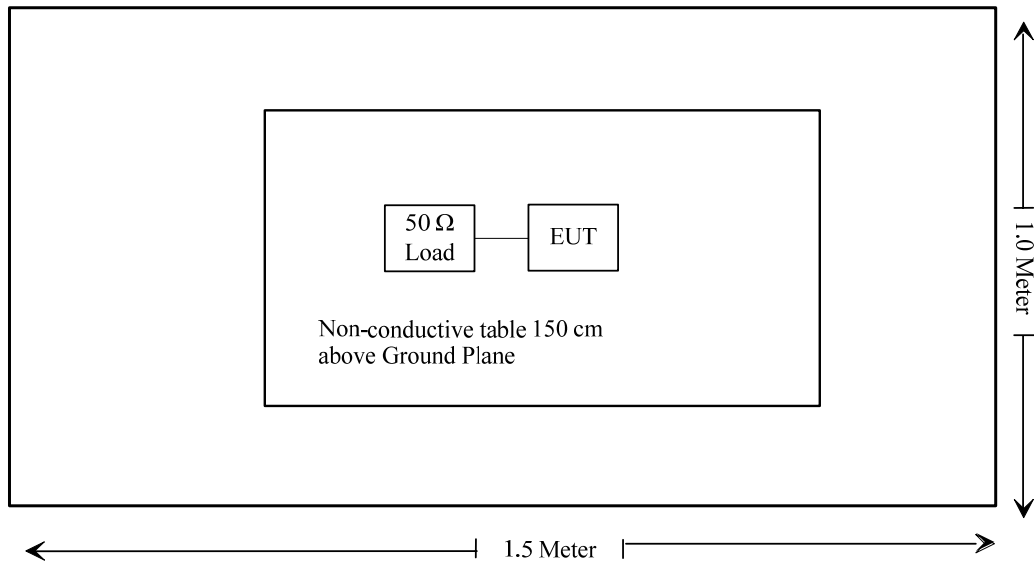 50 Ω
Load
EUT
Non-conductive table 150 cm
above Ground Plane
1.0 Meter
1.5 Meter